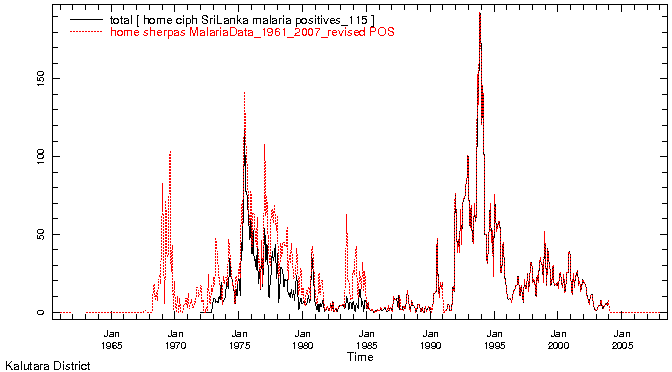 total [ home ciph SriLanka malaria positives_115 ]
home sherpas MalariaData_1961_2007_revised POS
150
100
50
0
Jan Jan Jan Jan Jan Jan Jan Jan Jan
1965 1970 1975 1980 1985 1990 1995 2000 2005
Time
Kalutara District